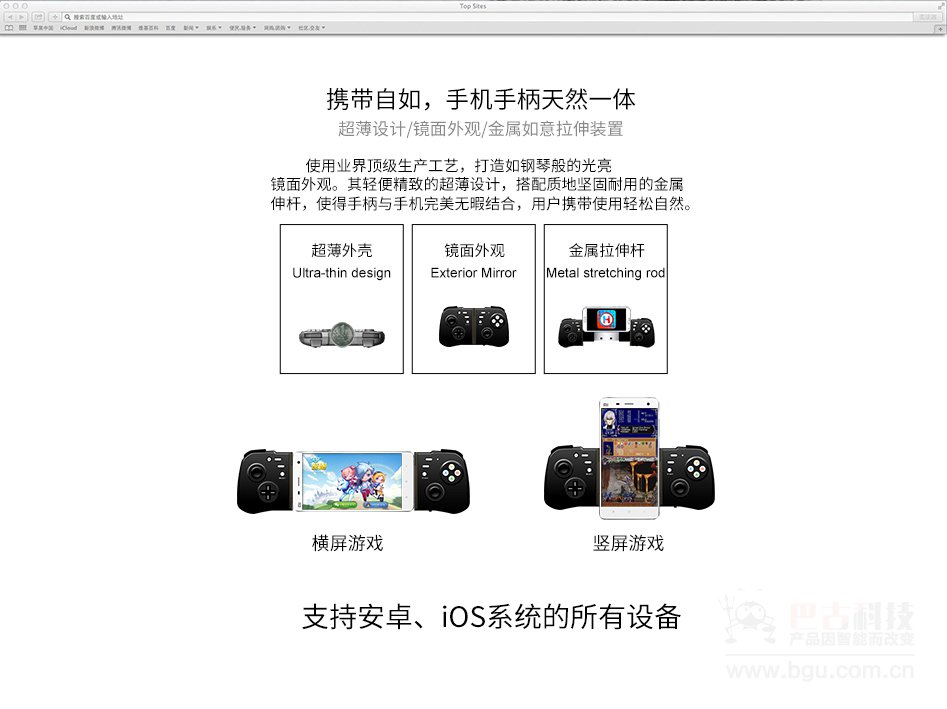 Top Sites
搜索百度或输入地址
阅读器
苹果中国 iCloud 新浪微博 腾讯微博 维基百科 百度 新闻 娱乐 便民.服务 网购.团购 社区.交友
携带自如，手机手柄天然一体
超薄设计/镜面外观/金属如意拉伸装置
使用业界顶级生产工艺，打造如钢琴般的光亮
镜面外观。其轻便精致的超薄设计，搭配质地坚固耐用的金属
伸杆，使得手柄与手机完美无暇结合，用户携带使用轻松自然。
超薄外壳
Ultra-thin design
镜面外观
Exterior Mirror
金属拉伸杆
Metal stretching rod
横屏游戏
竖屏游戏
支持安卓、iOS系统的所有设备
巴古科技
产品因智能而改变
www.bgu.com.cn